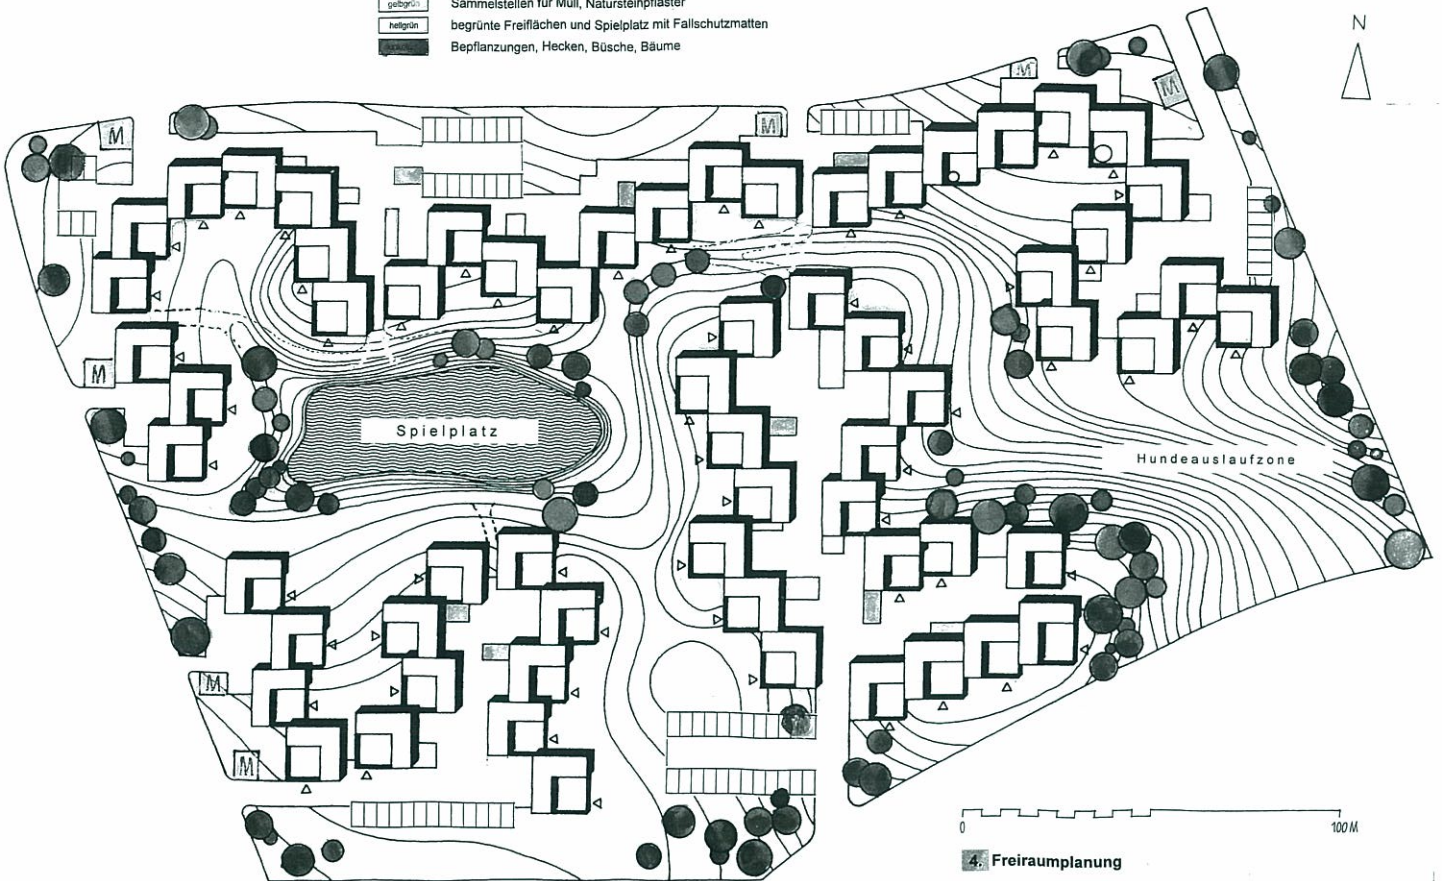 gelbgrün Sammelstellen für Müll, Natursteinpflaster
hellgrün begrünte Freiflächen und Spielplatz mit Fallschutzmatten
Bepflanzungen, Hecken, Büsche, Bäume
N
M
M
M
M
Spielplatz
M
Hundeauslaufzone
M
M
0 100 M
4. Freiraumplanung